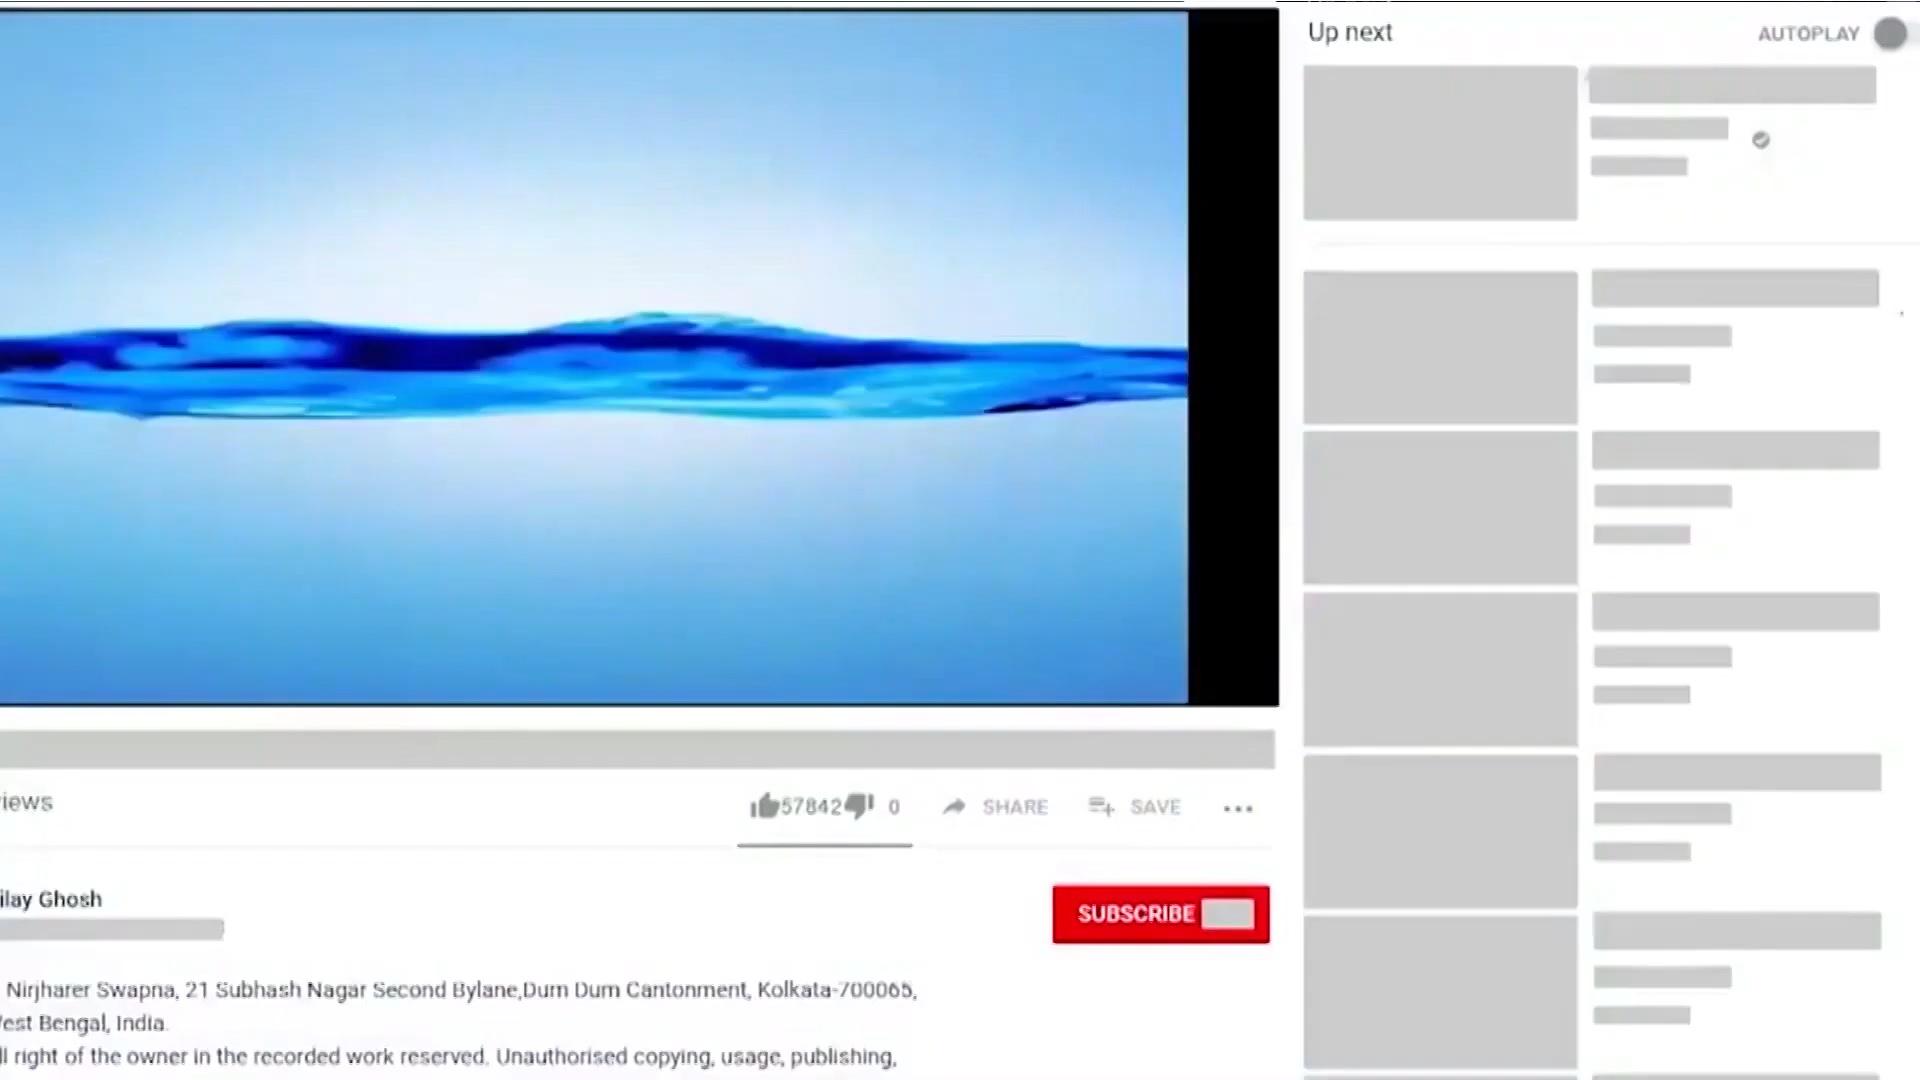 Up next
AUTOPLAY
iews
57842 0 SHARE SAVE
ilay Ghosh
SUBSCRIBE
Nirjharer Swapna, 21 Subhash Nagar Second Bylane,Dum Dum Cantonment, Kolkata-700065,
est Bengal, India.
ll right of the owner in the recorded work reserved. Unauthorised copying, usage, publishing,